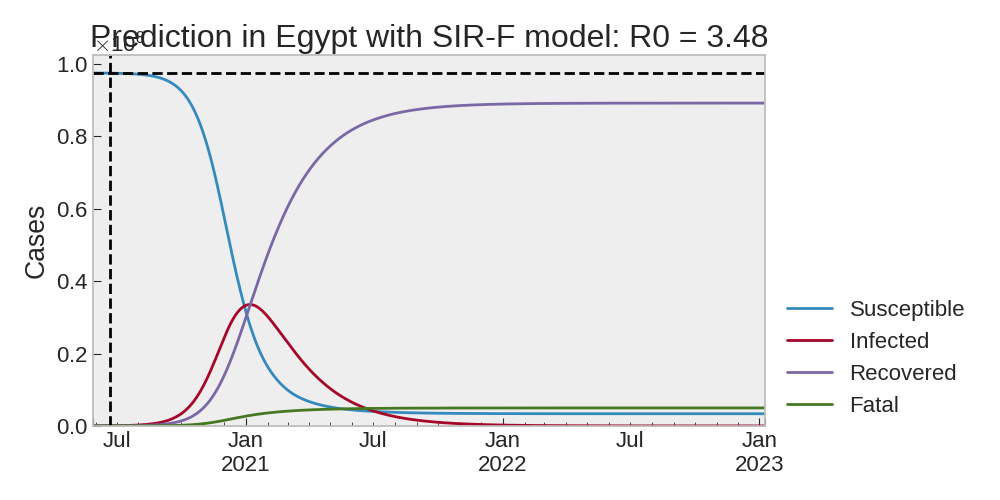 Prediction in Egypt with SIR-F model: R0 = 3.48
1.0
0.8
0.6
0.4
0.2
0.0
Cases
Jul Jan Jul Jan Jul Jan
2021 2022 2023
Susceptible
Infected
Recovered
Fatal